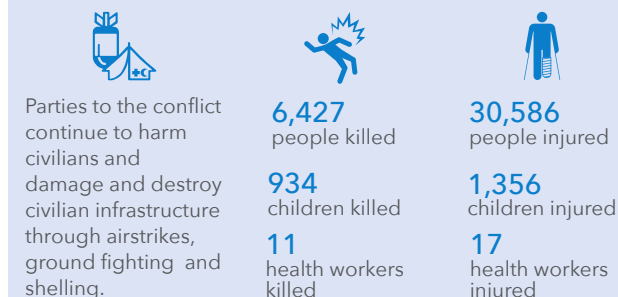 Parties to the conflict
continue to harm
civilians and
damage and destroy
civilian infrastructure
through airstrikes,
ground fighting and
shelling.
6,427
people killed
934
children killed
11
health workers
killed
30,586
people injured
1,356
children injured
17
health workers
injured